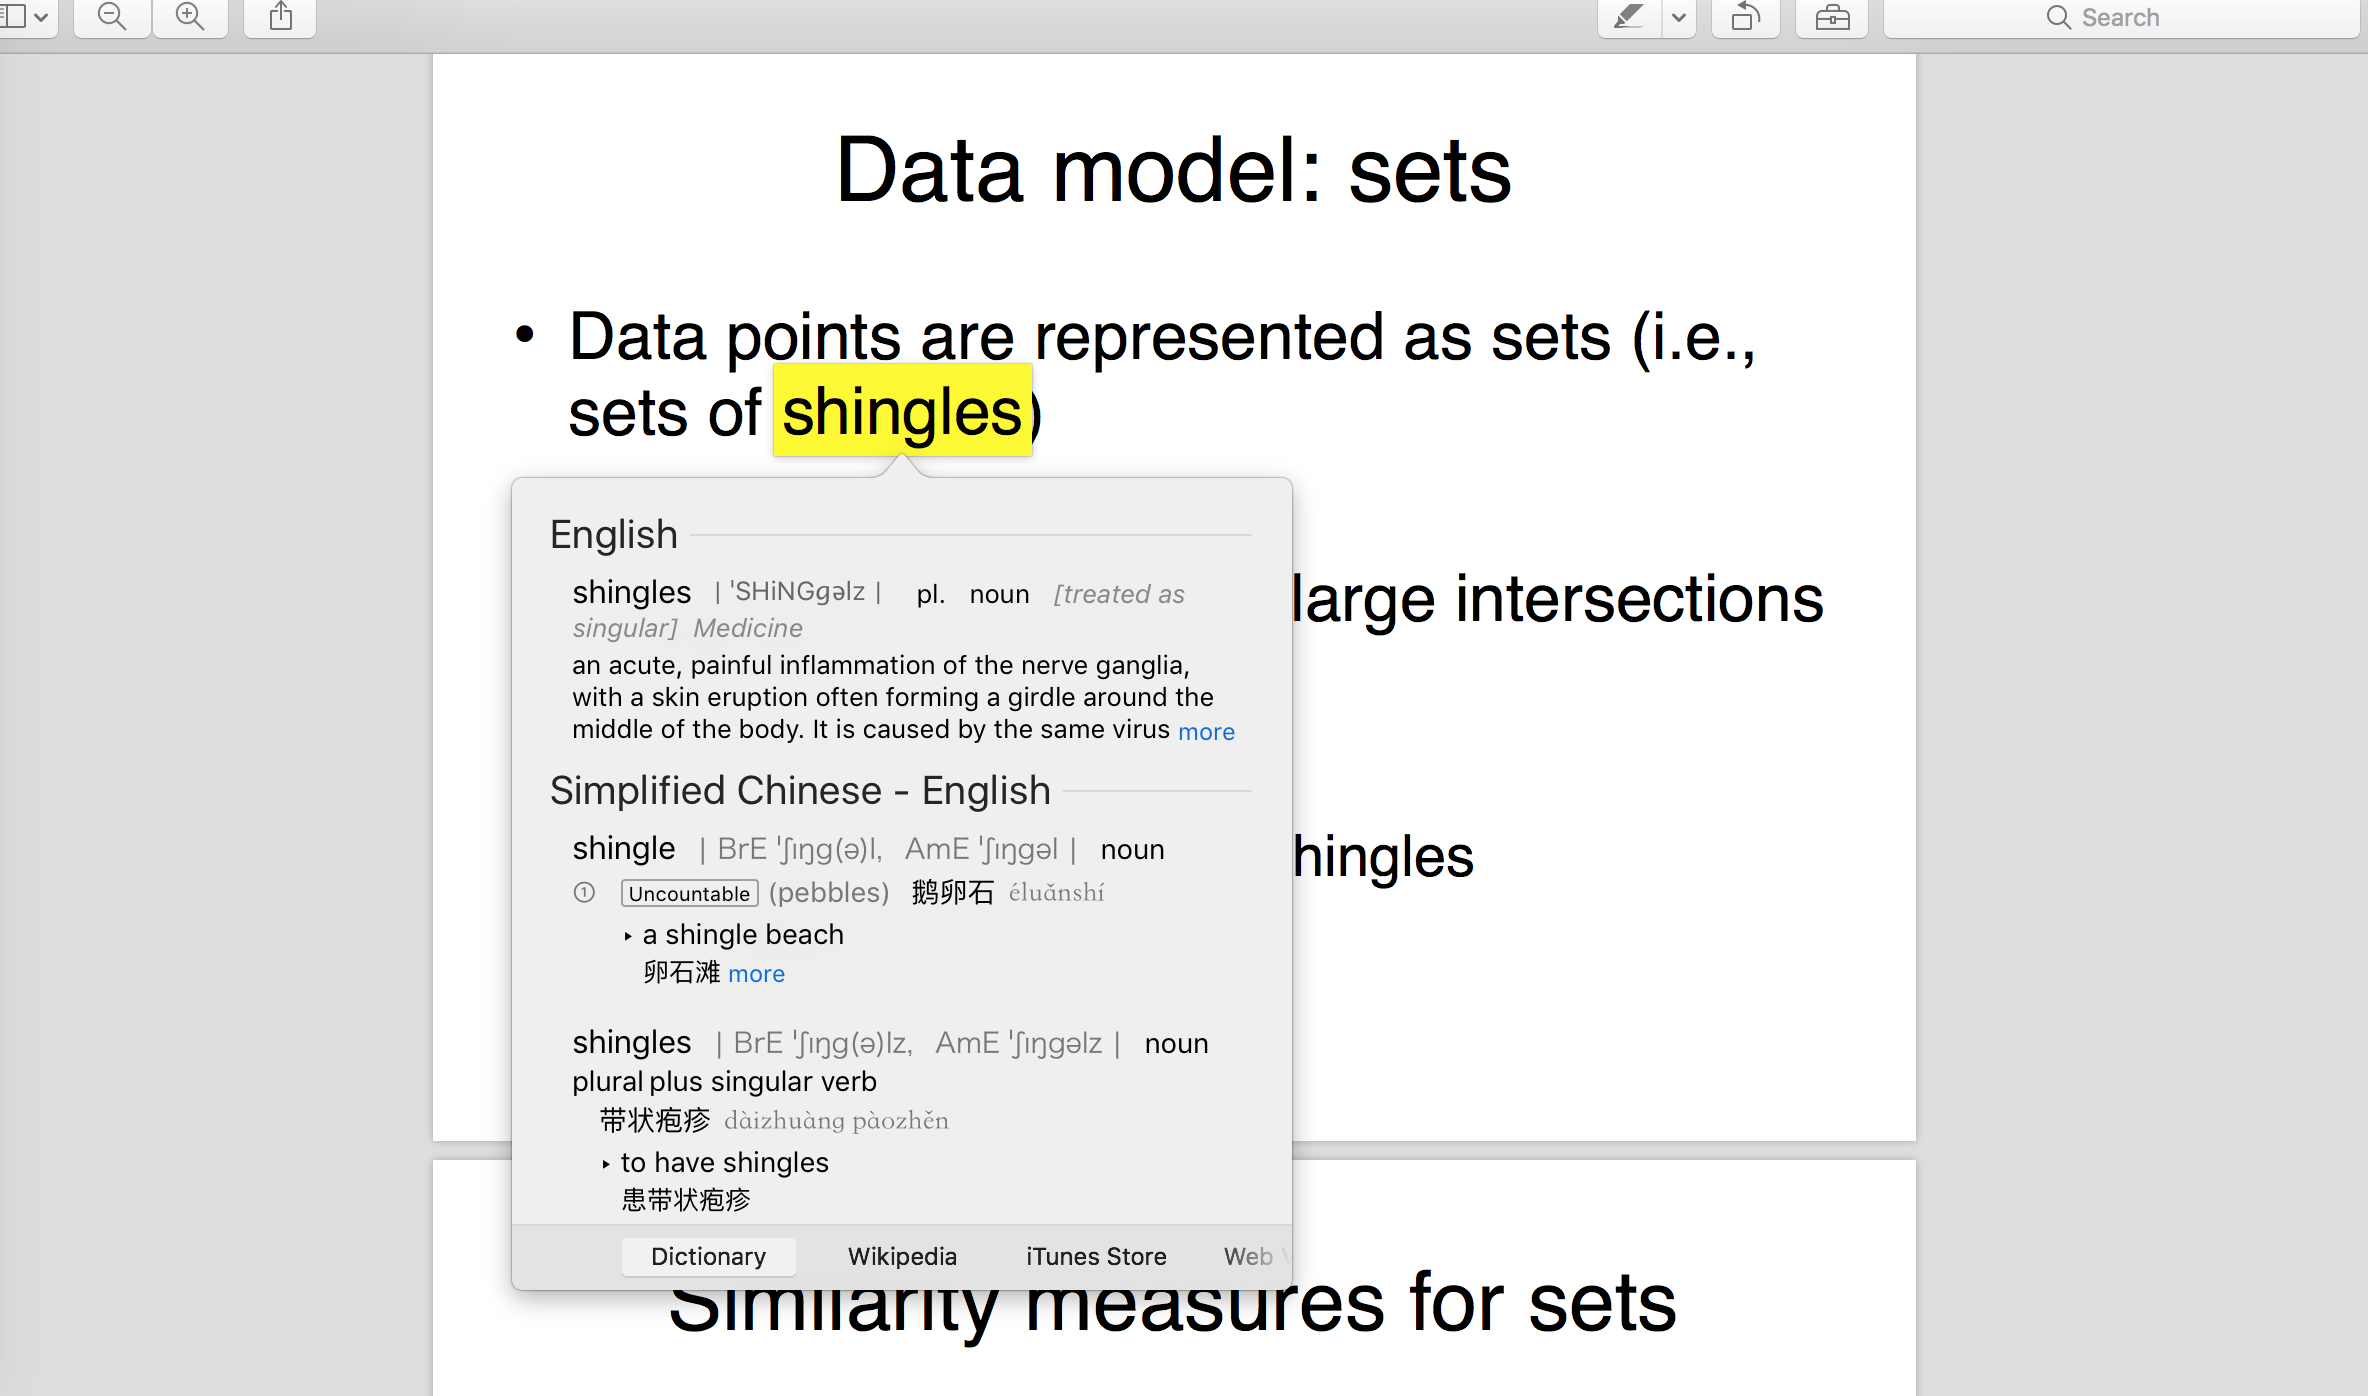 Search
Data model: sets
• Data points are represented as sets (i.e.,
sets of shingles)
English
shingles | ˈSHiNGɡəlz | pl. noun [treated as
singular] Medicine
an acute, painful inflammation of the nerve ganglia,
with a skin eruption often forming a girdle around the
middle of the body. It is caused by the same virus more
large intersections
Simplified Chinese - English
shingle | BrE ˈʃɪŋɡ(ə)l, AmE ˈʃɪŋɡəl | noun
hingles
① Uncountable (pebbles) 鹅卵石 éluǎnshí
▸ a shingle beach
卵石滩 more
shingles | BrE ˈʃɪŋɡ(ə)lz, AmE ˈʃɪŋɡəlz | noun
plural plus singular verb
带状疱疹 dàizhuàng pàozhěn
▸ to have shingles
患带状疱疹
Dictionary Wikipedia iTunes Store Web
Similarity measures for sets